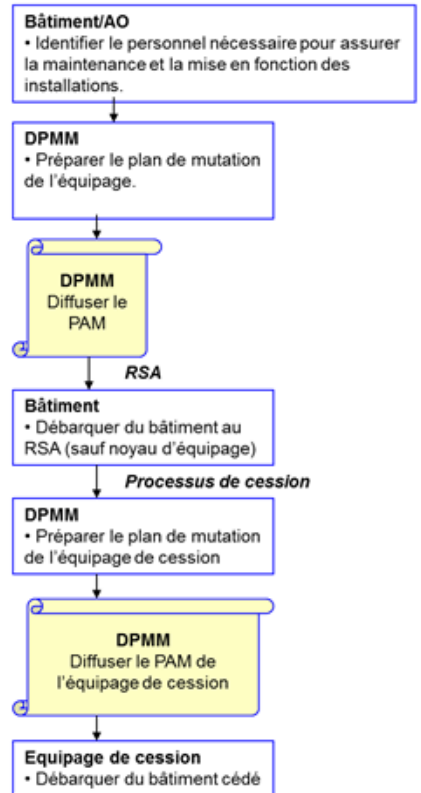 Bâtiment/AO
• Identifier le personnel nécessaire pour assurer
la maintenance et la mise en fonction des
installations.
DPMM
• Préparer le plan de mutation
de l'équipage.
DPMM
Diffuser le
PAM
RSA
Bâtiment
• Débarquer du bâtiment au
RSA (sauf noyau d'équipage)
Processus de cession
DPMM
• Préparer le plan de mutation
de l'équipage de cession
DPMM
Diffuser le PAM de
l'équipage de cession
Equipage de cession
• Débarquer du bâtiment cédé